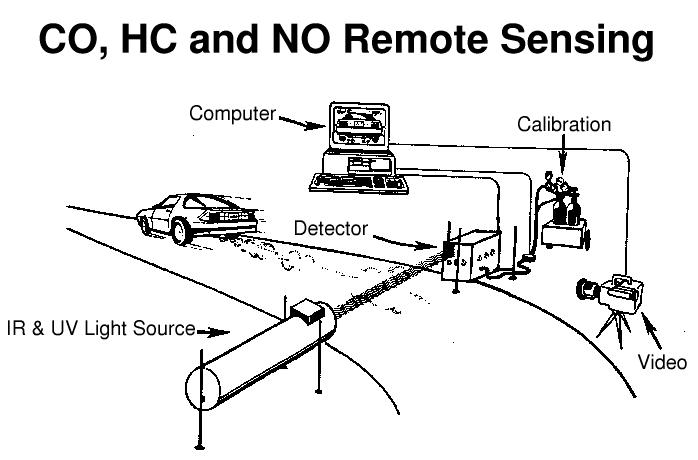 CO, HC and NO Remote Sensing
Computer
Calibration
Detector
IR & UV Light Source
Video